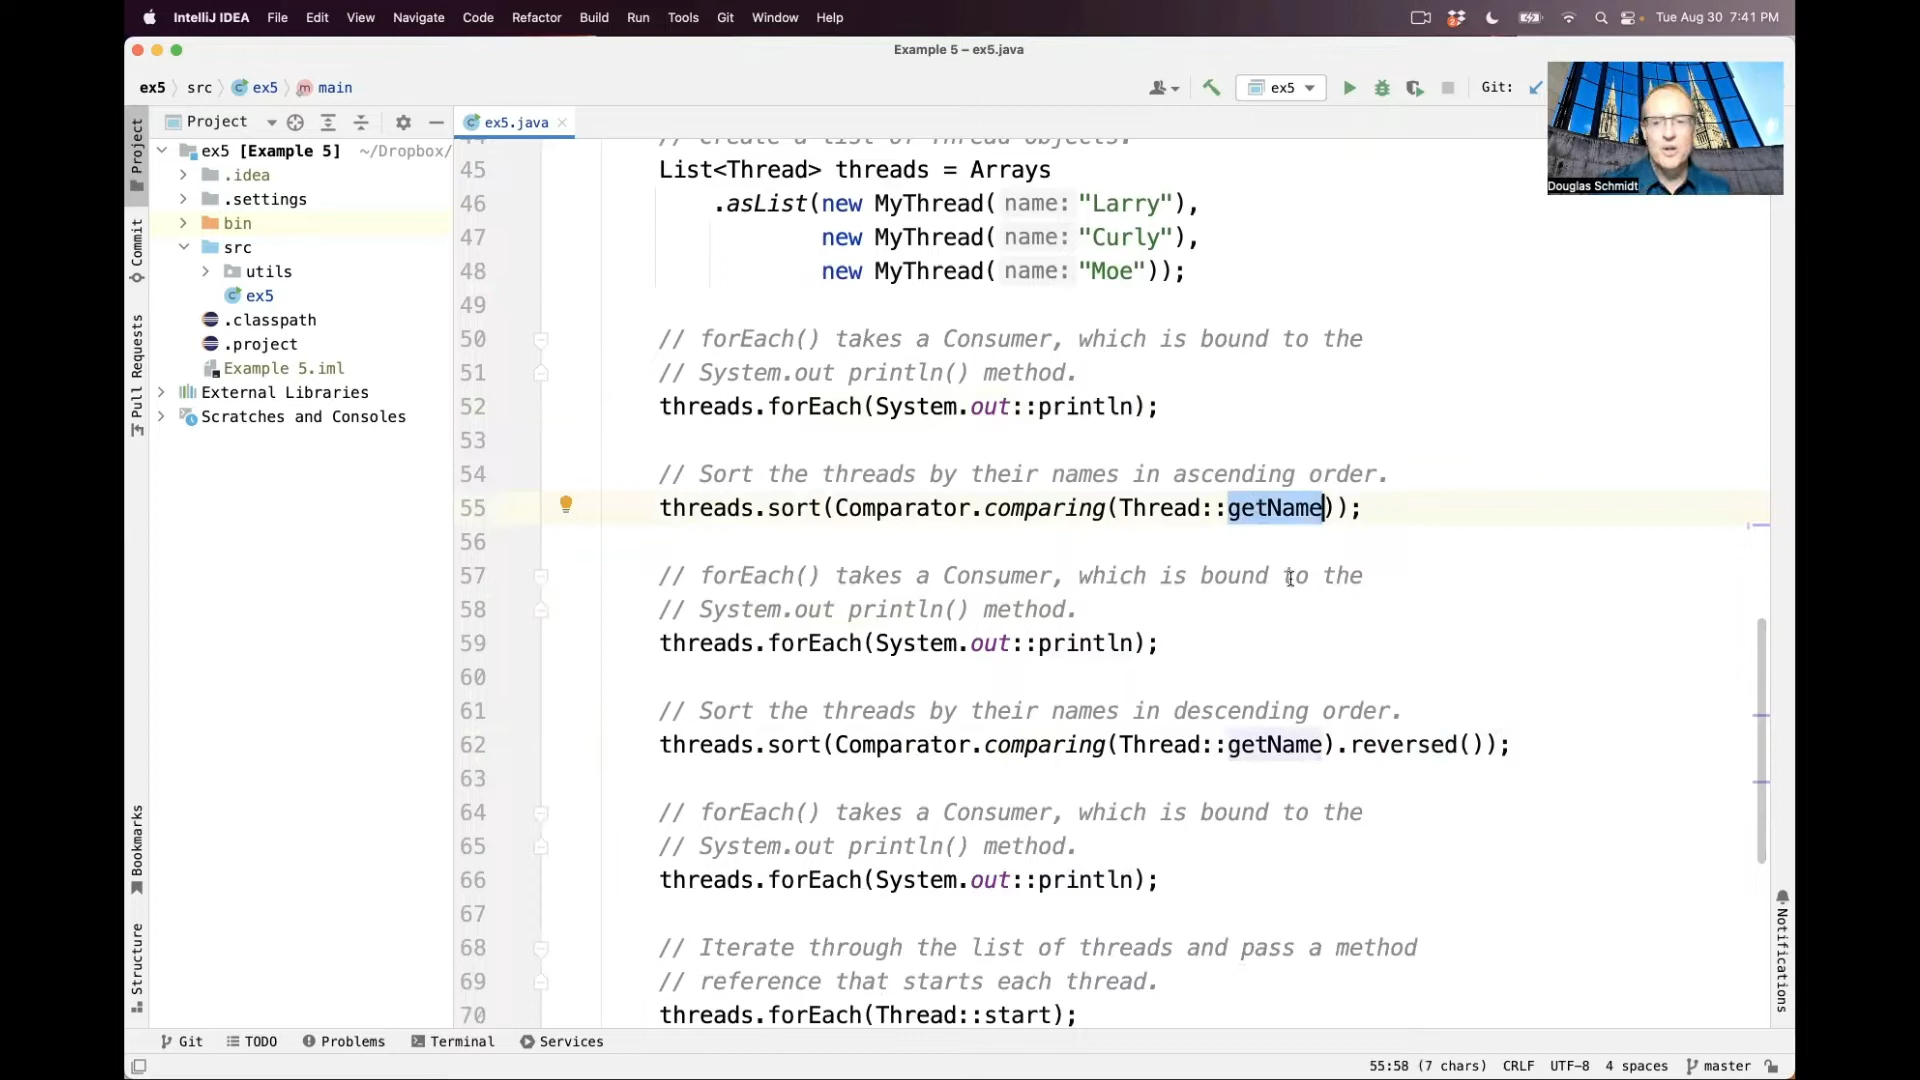 IntelliJ IDEA File Edit View Navigate Code Refactor Build Run Tools Git Window Help Tue Aug 30 7:41 PM
Example 5 – ex5.java
ex5 src ex5 main ex5 Git:
Project ex5.java
Douglas Schmidt
Project
Commit
Pull Requests
Bookmarks
Structure
ex5 [Example 5] ~/Dropbox/
.idea
.settings
bin
src
utils
ex5
.classpath
.project
Example 5.iml
External Libraries
Scratches and Consoles
// Create a list of Thread objects.
45 List<Thread> threads = Arrays
46 .asList(new MyThread( name: "Larry"),
47 new MyThread( name: "Curly"),
48 new MyThread( name: "Moe"));
49
50 // forEach() takes a Consumer, which is bound to the
51 // System.out println() method.
52 threads.forEach(System.out::println);
53
54 // Sort the threads by their names in ascending order.
55 threads.sort(Comparator.comparing(Thread::getName));
56
57 // forEach() takes a Consumer, which is bound to the
58 // System.out println() method.
59 threads.forEach(System.out::println);
60
61 // Sort the threads by their names in descending order.
62 threads.sort(Comparator.comparing(Thread::getName).reversed());
63
64 // forEach() takes a Consumer, which is bound to the
65 // System.out println() method.
66 threads.forEach(System.out::println);
67
68 // Iterate through the list of threads and pass a method
69 // reference that starts each thread.
70 threads.forEach(Thread::start);
Notifications
Git TODO Problems Terminal Services
55:58 (7 chars) CRLF UTF-8 4 spaces master